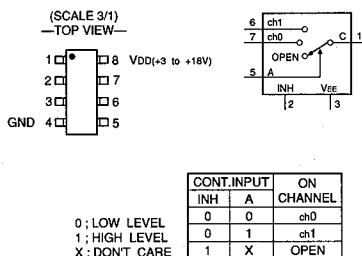 (SCALE 3/1)
—TOP VIEW—
1 8 VDD(+3 to +18V)
2 7
3 6
GND 4 5
6 ch1
7 ch0 C 1
OPEN
5 A
INH VEE
2 3
CONT.INPUT ON
INH A CHANNEL
0 0 ch0
0 1 ch1
1 X OPEN
0 ; LOW LEVEL
1 ; HIGH LEVEL
X ; DON'T CARE